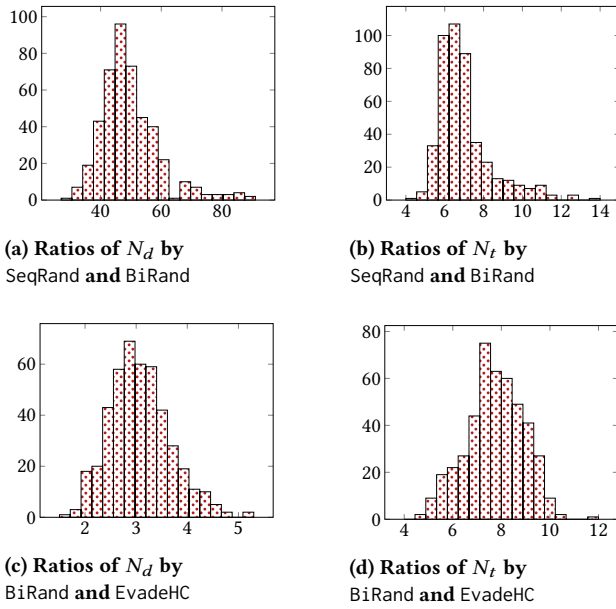 100
80
60
40
20
0
40 60 80
(a) Ratios of N_d by
SeqRand and BiRand
100
80
60
40
20
0
4 6 8 10 12 14
(b) Ratios of N_t by
SeqRand and BiRand
60
40
20
0
2 3 4 5
(c) Ratios of N_d by
BiRand and EvadeHC
80
60
40
20
0
4 6 8 10 12
(d) Ratios of N_t by
BiRand and EvadeHC